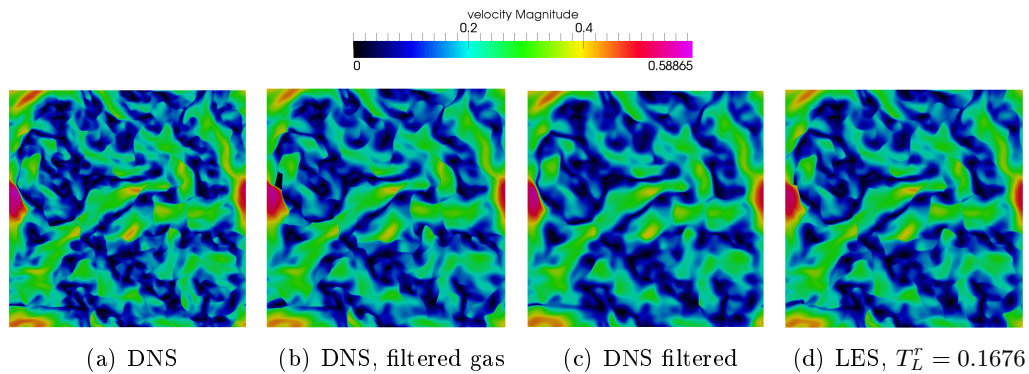 velocity Magnitude
0.2 0.4
0 0.58865
(a) DNS
(b) DNS, filtered gas
(c) DNS filtered
(d) LES, $T_L^r = 0.1676$